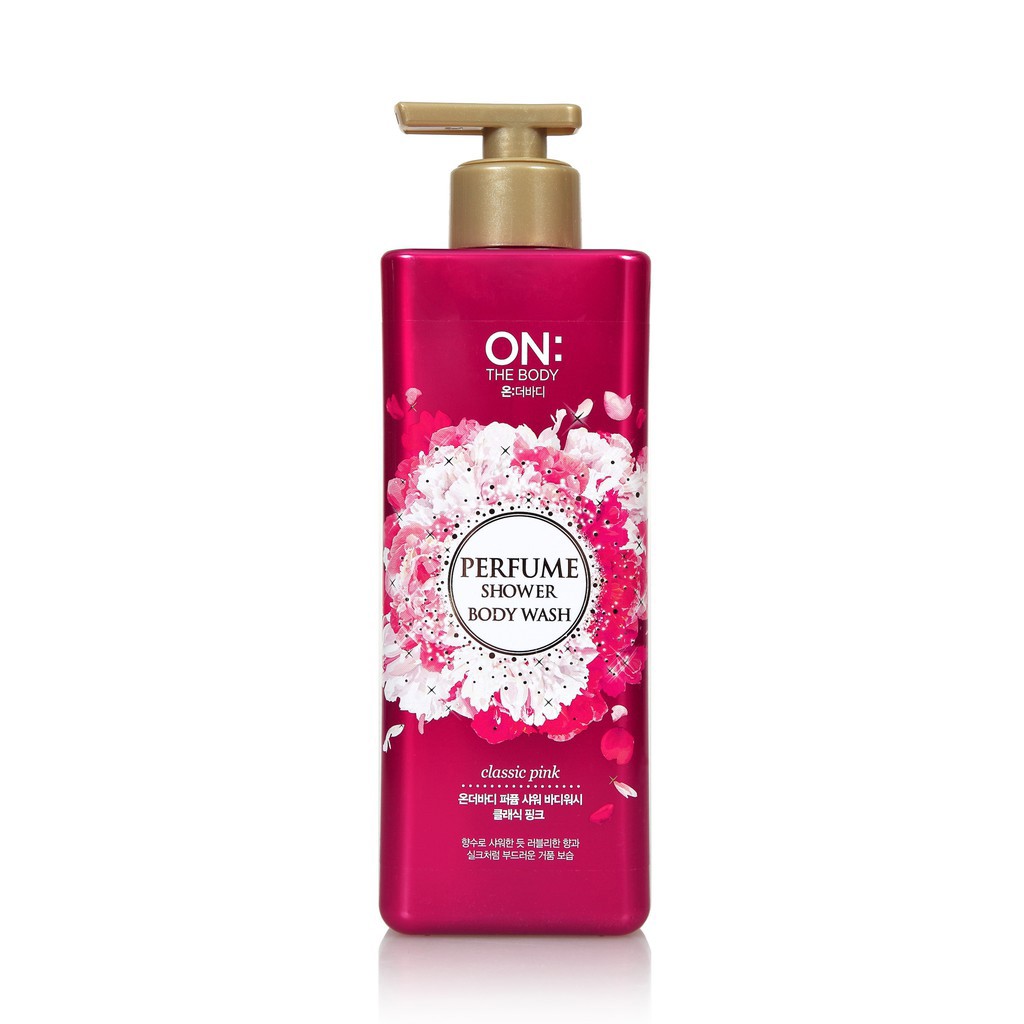 ON:
THE BODY
온:더바디
PERFUME
SHOWER
BODY WASH
classic pink
온더바디 퍼퓸 샤워 바디워시
클래식 핑크
향수로 샤워한 듯 러블리한 향과
실크처럼 부드러운 거품 보습